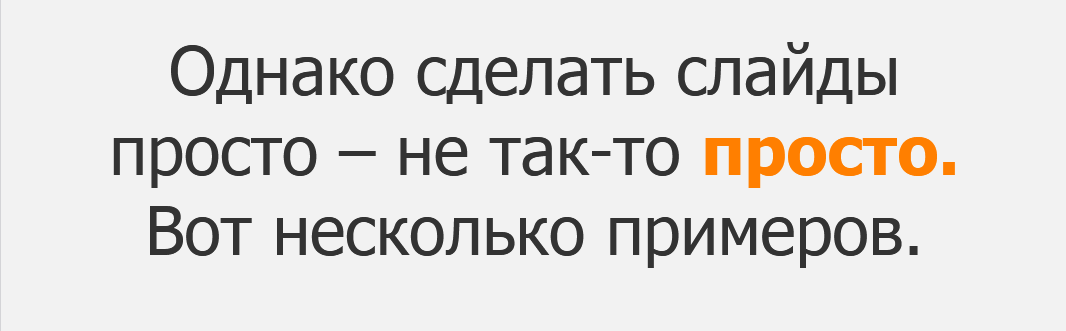 Однако сделать слайды
просто – не так-то просто.
Вот несколько примеров.